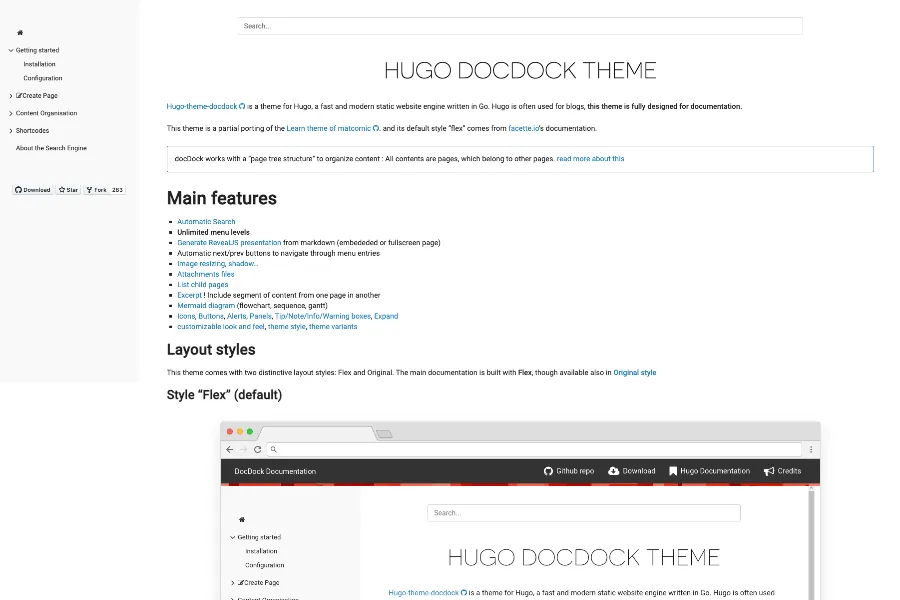 Search...
Getting started
Installation
Configuration
Create Page
Content Organisation
Shortcodes
About the Search Engine
Download Star Fork 283
HUGO DOCDOCK THEME
Hugo-theme-docdock is a theme for Hugo, a fast and modern static website engine written in Go. Hugo is often used for blogs, this theme is fully designed for documentation.
This theme is a partial porting of the Learn theme of matcornic, and its default style “flex” comes from facette.io’s documentation.
docDock works with a “page tree structure” to organize content : All contents are pages, which belong to other pages. read more about this
Main features
Automatic Search
Unlimited menu levels
Generate RevealJS presentation from markdown (embededed or fullscreen page)
Automatic next/prev buttons to navigate through menu entries
Image resizing, shadow…
Attachments files
List child pages
Excerpt ! Include segment of content from one page in another
Mermaid diagram (flowchart, sequence, gantt)
Icons, Buttons, Alerts, Panels, Tip/Note/Info/Warning boxes, Expand
customizable look and feel, theme style, theme variants
Layout styles
This theme comes with two distinctive layout styles: Flex and Original. The main documentation is built with Flex, though available also in Original style
Style “Flex” (default)
DocDock Documentation Github repo Download Hugo Documentation Credits
Search...
Getting started
Installation
Configuration
Create Page
Content Organisation
HUGO DOCDOCK THEME
Hugo-theme-docdock is a theme for Hugo, a fast and modern static website engine written in Go. Hugo is often used